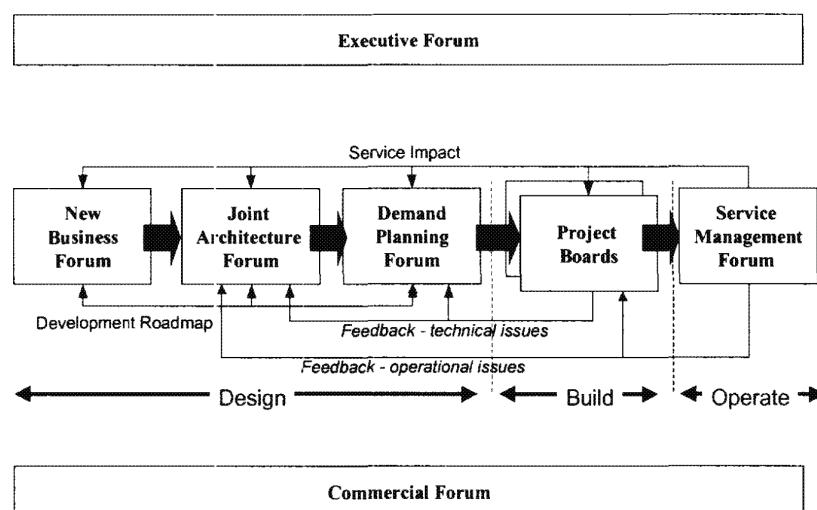 Executive Forum
Service Impact
New
Business
Forum
Joint
Architecture
Forum
Demand
Planning
Forum
Project
Boards
Service
Management
Forum
Development Roadmap
Feedback - technical issues
Feedback - operational issues
Design
Build
Operate
Commercial Forum